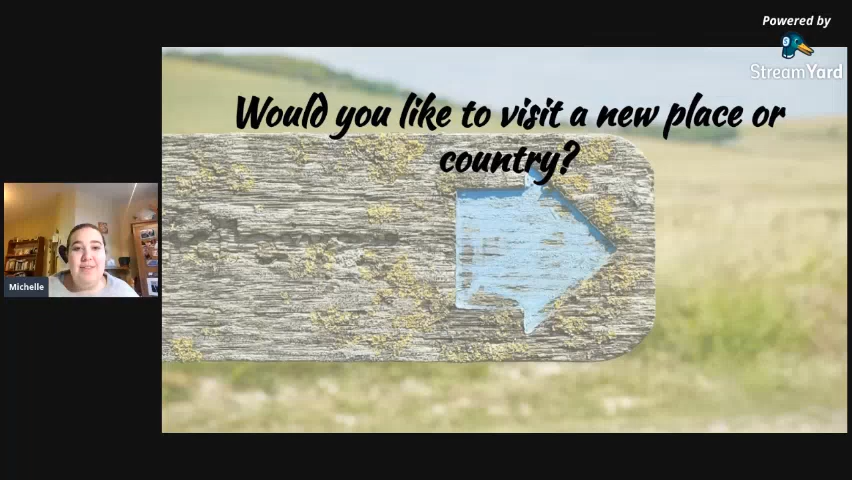 Powered by
StreamYard
Would you like to visit a new place or
country?
Michelle